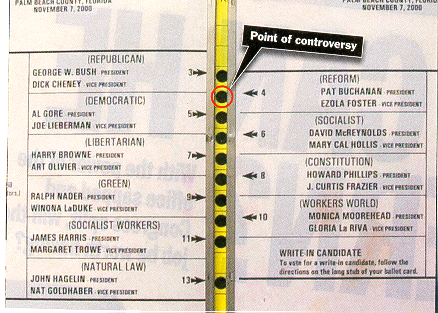 PALM BEACH COUNTY, FLORIDA
NOVEMBER 7, 2000
PALM BEACH COUNTY, FLORIDA
NOVEMBER 7, 2000
Point of controversy
(REPUBLICAN)
GEORGE W. BUSH - PRESIDENT
DICK CHENEY - VICE PRESIDENT
3
(DEMOCRATIC)
AL GORE - PRESIDENT
JOE LIEBERMAN - VICE PRESIDENT
5
(LIBERTARIAN)
HARRY BROWNE - PRESIDENT
ART OLIVIER - VICE PRESIDENT
7
(GREEN)
RALPH NADER - PRESIDENT
WINONA LaDUKE - VICE PRESIDENT
9
(SOCIALIST WORKERS)
JAMES HARRIS - PRESIDENT
MARGARET TROWE - VICE PRESIDENT
11
(NATURAL LAW)
JOHN HAGELIN - PRESIDENT
NAT GOLDHABER - VICE PRESIDENT
13
(REFORM)
4 PAT BUCHANAN - PRESIDENT
EZOLA FOSTER - VICE PRESIDENT
(SOCIALIST)
6 DAVID McREYNOLDS - PRESIDENT
MARY CAL HOLLIS - VICE PRESIDENT
(CONSTITUTION)
8 HOWARD PHILLIPS - PRESIDENT
J. CURTIS FRAZIER - VICE PRESIDENT
(WORKERS WORLD)
10 MONICA MOOREHEAD - PRESIDENT
GLORIA La RIVA - VICE PRESIDENT
WRITE-IN CANDIDATE
To vote for a write-in candidate, follow the
directions on the long stub of your ballot card.